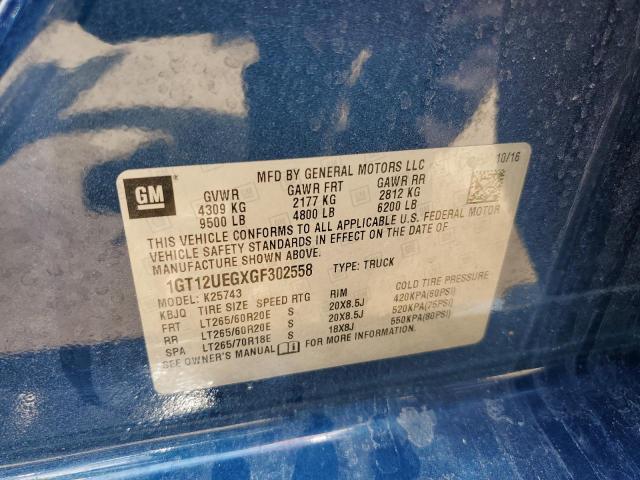 MFD BY GENERAL MOTORS LLC 10/16
GM
GVWR GAWR FRT GAWR RR
4309 KG 2177 KG 2812 KG
9500 LB 4800 LB 6200 LB
THIS VEHICLE CONFORMS TO ALL APPLICABLE U.S. FEDERAL MOTOR
VEHICLE SAFETY STANDARDS IN EFFECT ON THE DATE OF
MANUFACTURE SHOWN ABOVE.
1GT12UEGXGF302558 TYPE: TRUCK
MODEL: K25743
KBJQ TIRE SIZE SPEED RTG RIM COLD TIRE PRESSURE
FRT LT265/60R20E S 20X8.5J 420KPA(60PSI)
RR LT265/60R20E S 20X8.5J 520KPA(75PSI)
SPA LT265/70R18E S 18X8J 550KPA(80PSI)
SEE OWNER'S MANUAL FOR MORE INFORMATION.